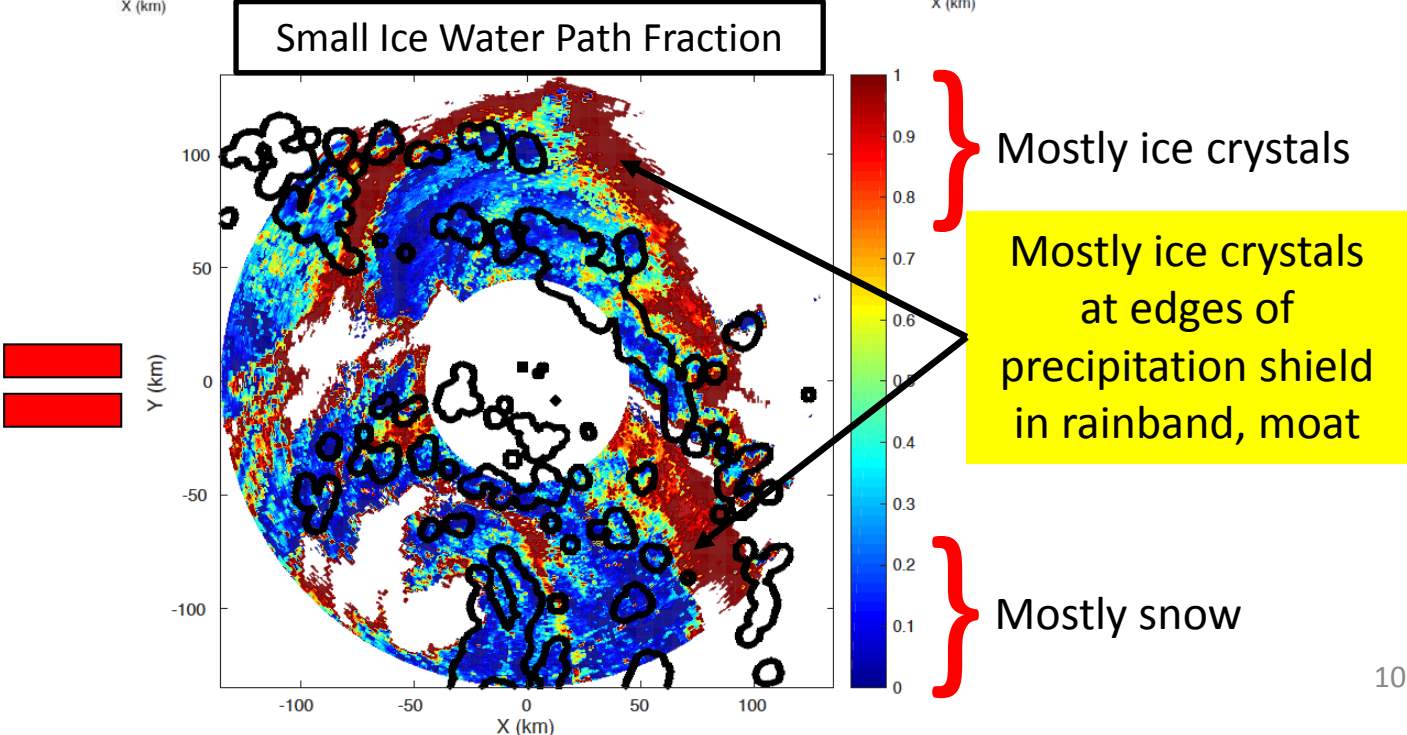 X (km)
X (km)
Small Ice Water Path Fraction
1
0.9
0.8
0.7
0.6
0.5
0.4
0.3
0.2
0.1
0
100
50
0
-50
-100
Y (km)
-100
-50
0
50
100
X (km)
Mostly ice crystals
Mostly ice crystals
at edges of
precipitation shield
in rainband, moat
Mostly snow
10